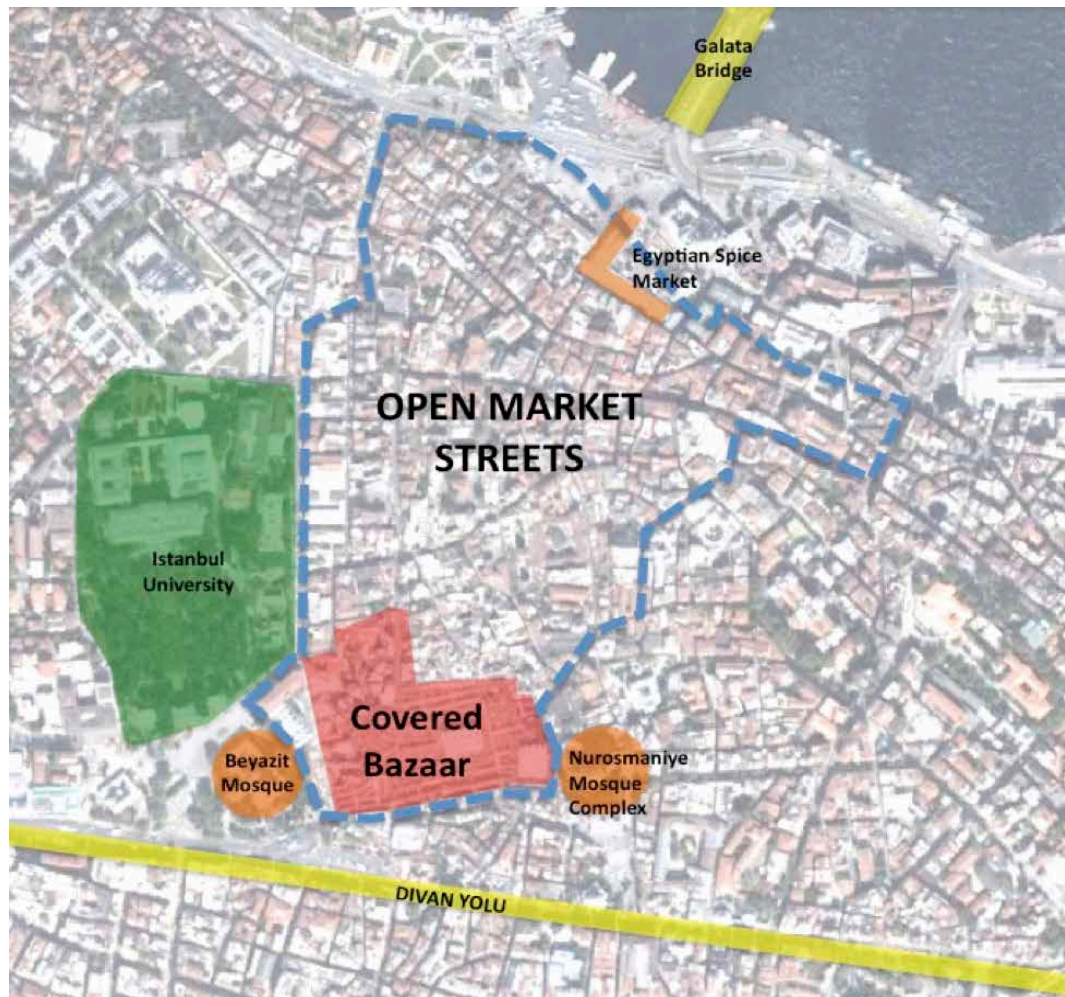 Galata
Bridge
Egyptian Spice
Market
OPEN MARKET
STREETS
Istanbul
University
Covered
Bazaar
Beyazit
Mosque
Nurosmaniye
Mosque
Complex
DIVAN YOLU